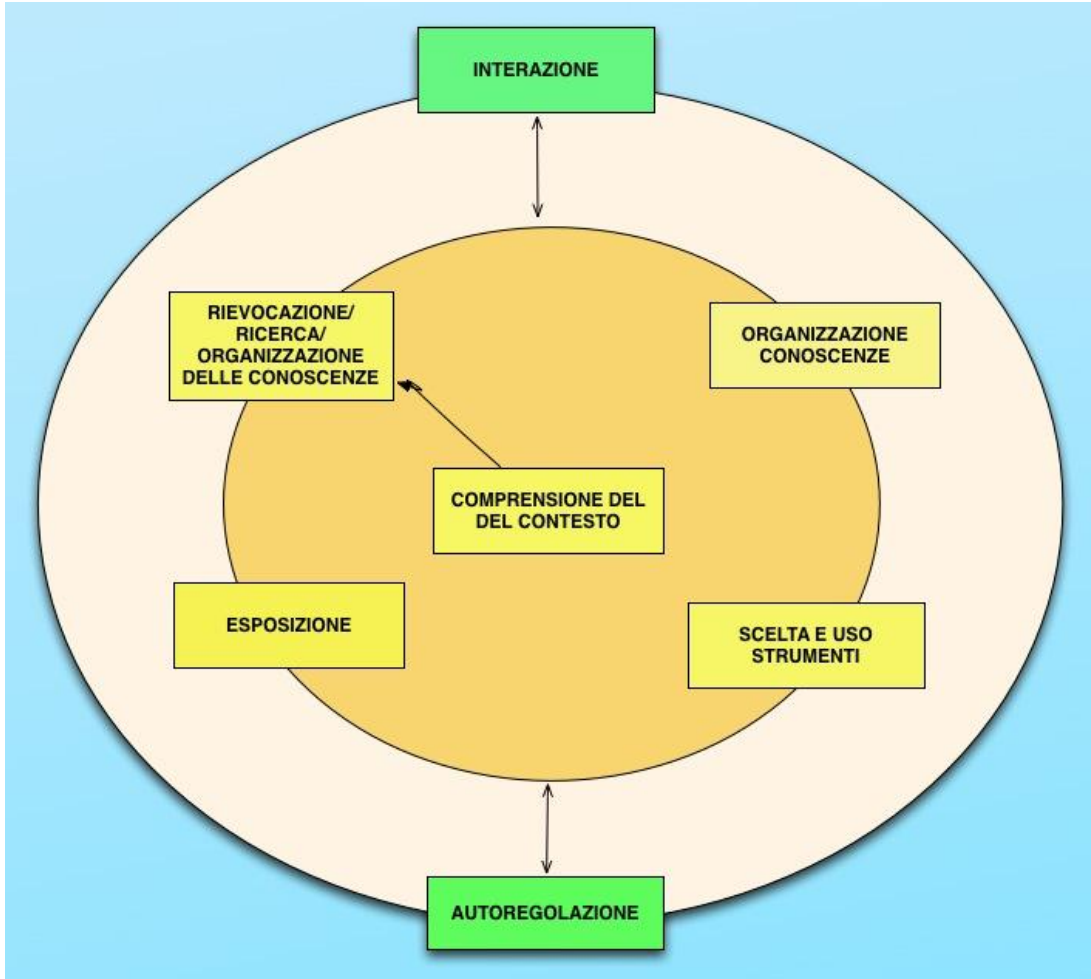 INTERAZIONE
RIEVOCAZIONE/
RICERCA/
ORGANIZZAZIONE
DELLE CONOSCENZE
ORGANIZZAZIONE
CONOSCENZE
COMPRENSIONE DEL
DEL CONTESTO
ESPOSIZIONE
SCELTA E USO
STRUMENTI
AUTOREGOLAZIONE